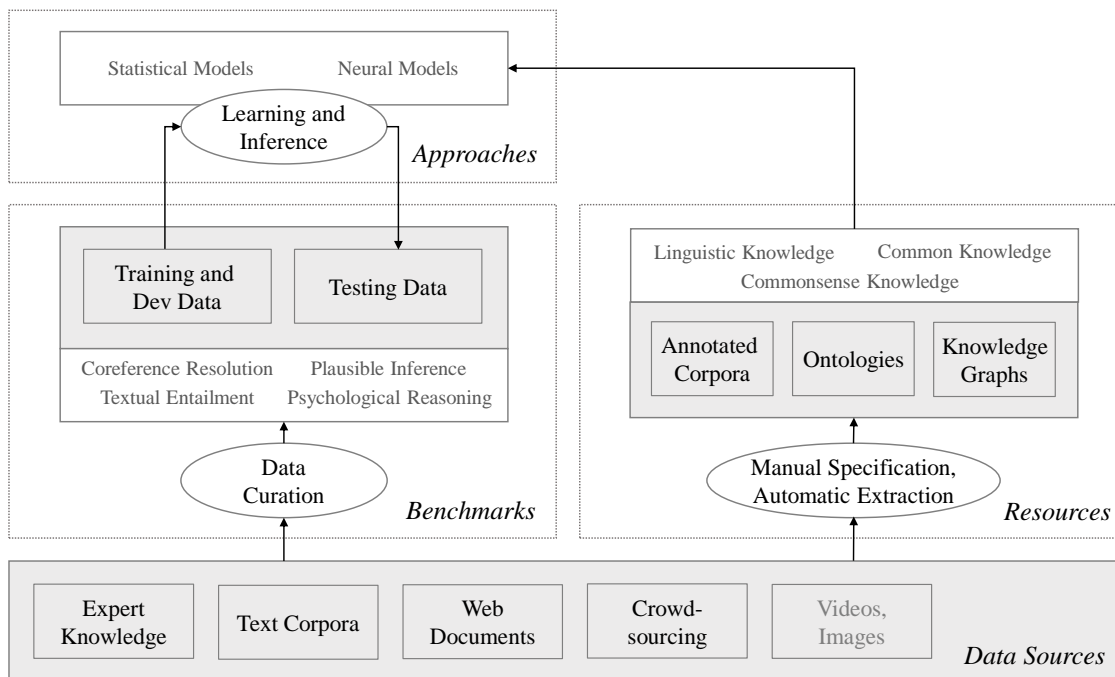 Statistical Models
Neural Models
Learning and
Inference
Approaches
Training and
Dev Data
Testing Data
Coreference Resolution
Plausible Inference
Textual Entailment
Psychological Reasoning
Data
Curation
Benchmarks
Linguistic Knowledge
Common Knowledge
Commonsense Knowledge
Annotated
Corpora
Ontologies
Knowledge
Graphs
Manual Specification,
Automatic Extraction
Resources
Expert
Knowledge
Text Corpora
Web
Documents
Crowd-
sourcing
Videos,
Images
Data Sources